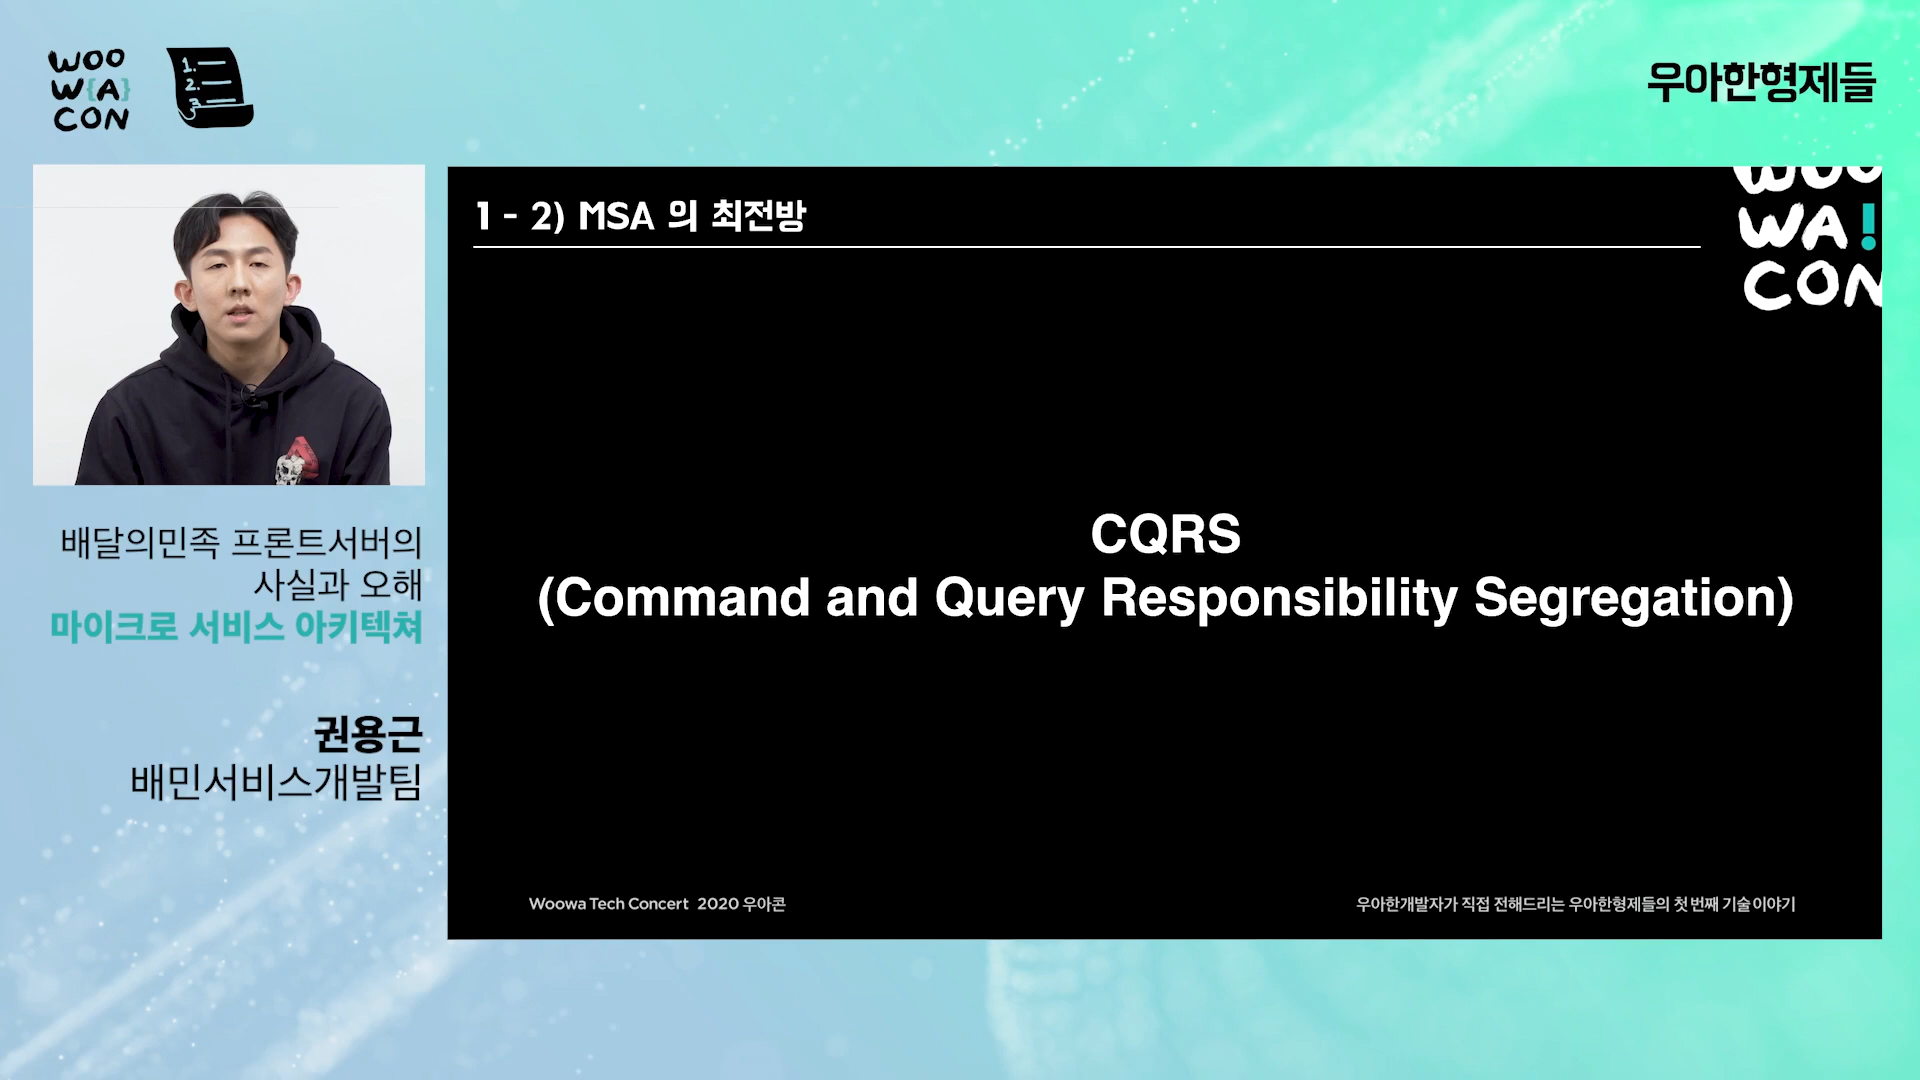 WOO
W{A}
CON
1.
2.
3.
우아한형제들
배달의민족 프론트서버의
사실과 오해
마이크로 서비스 아키텍쳐
권용근
배민서비스개발팀
1 - 2) MSA 의 최전방
WOO
WA!
CON
CQRS
(Command and Query Responsibility Segregation)
Woowa Tech Concert 2020 우아콘
우아한개발자가 직접 전해드리는 우아한형제들의 첫 번째 기술 이야기